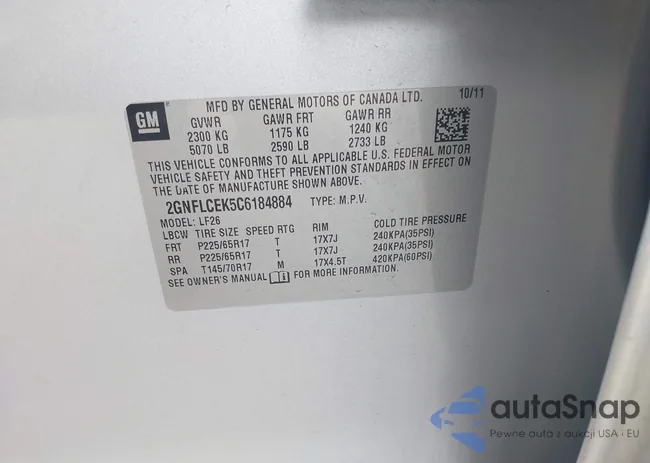 MFD BY GENERAL MOTORS OF CANADA LTD. 10/11
GM
GVWR GAWR FRT GAWR RR
2300 KG 1175 KG 1240 KG
5070 LB 2590 LB 2733 LB
THIS VEHICLE CONFORMS TO ALL APPLICABLE U.S. FEDERAL MOTOR
VEHICLE SAFETY AND THEFT PREVENTION STANDARDS IN EFFECT ON
THE DATE OF MANUFACTURE SHOWN ABOVE.
2GNFLCEK5C6184884 TYPE: M.P.V.
MODEL: LF26
LBCW TIRE SIZE SPEED RTG RIM COLD TIRE PRESSURE
FRT P225/65R17 T 17X7J 240KPA(35PSI)
RR P225/65R17 T 17X7J 240KPA(35PSI)
SPA T145/70R17 M 17X4.5T 420KPA(60PSI)
SEE OWNER'S MANUAL FOR MORE INFORMATION.
autaSnap
Pewne auta z aukcji USA i EU